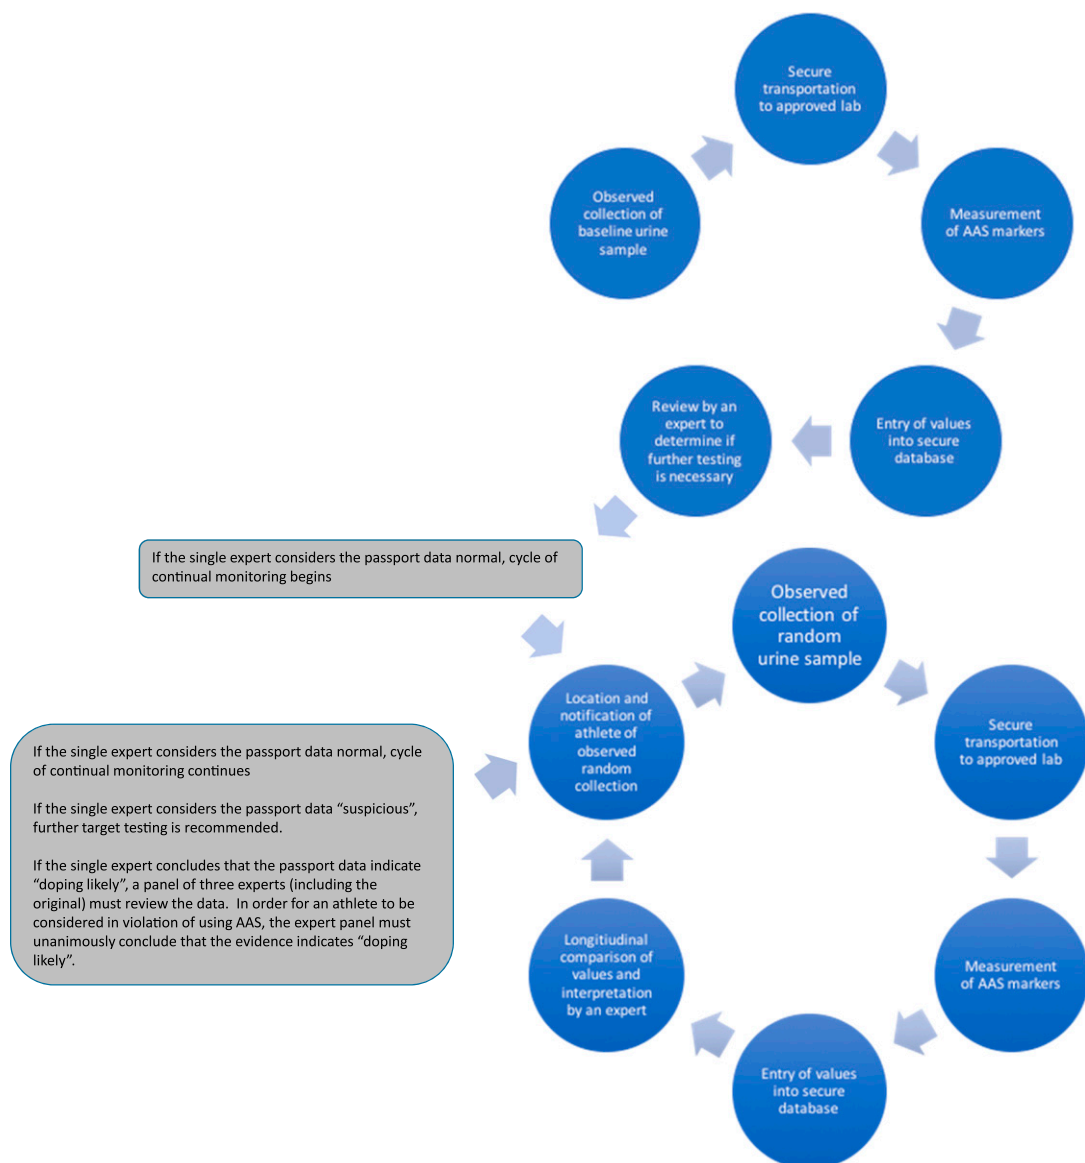 Secure
transportation
to approved lab
Observed
collection of
baseline urine
sample
Measurement
of AAS markers
Review by an
expert to
determine if
further testing
is necessary
Entry of values
into secure
database
If the single expert considers the passport data normal, cycle of
continual monitoring begins
Observed
collection of
random
urine sample
Location and
notification of
athlete of
observed
random
collection
Secure
transportation
to approved lab
If the single expert considers the passport data normal, cycle
of continual monitoring continues
If the single expert considers the passport data “suspicious”,
further target testing is recommended.
If the single expert concludes that the passport data indicate
“doping likely”, a panel of three experts (including the
original) must review the data.  In order for an athlete to be
considered in violation of using AAS, the expert panel must
unanimously conclude that the evidence indicates “doping
likely”.
Longitiudinal
comparison of
values and
interpretation
by an expert
Measurement
of AAS markers
Entry of values
into secure
database